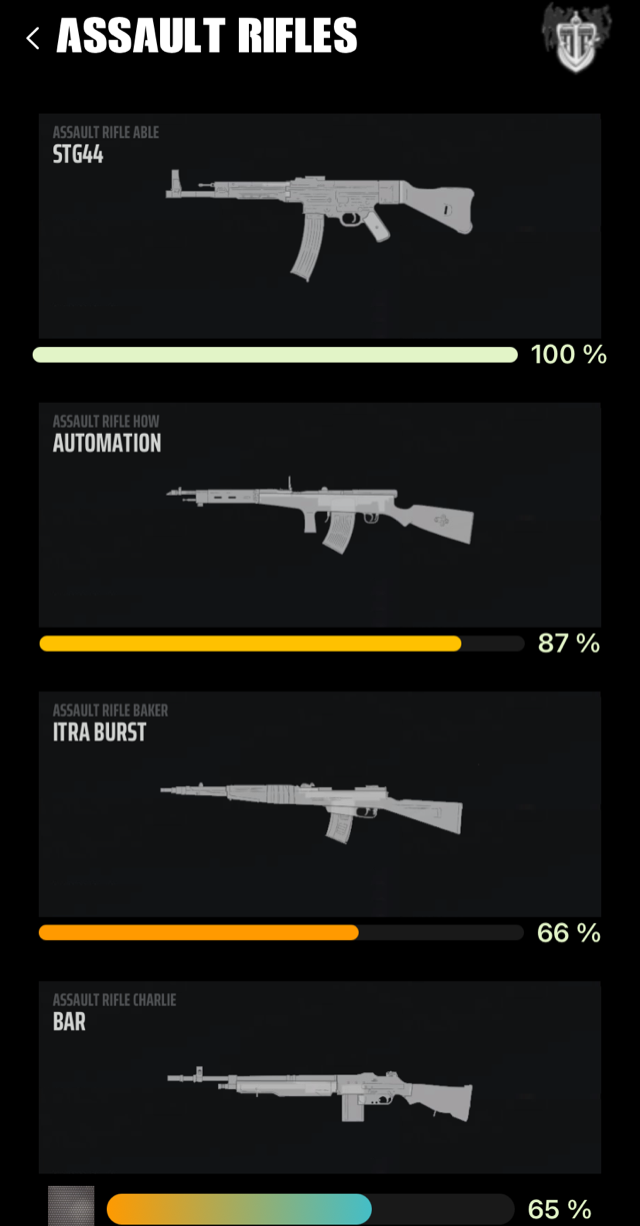 ASSAULT RIFLES
ASSAULT RIFLE ABLE
STG44
100 %
ASSAULT RIFLE HOW
AUTOMATION
87 %
ASSAULT RIFLE BAKER
ITRA BURST
66 %
ASSAULT RIFLE CHARLIE
BAR
65 %